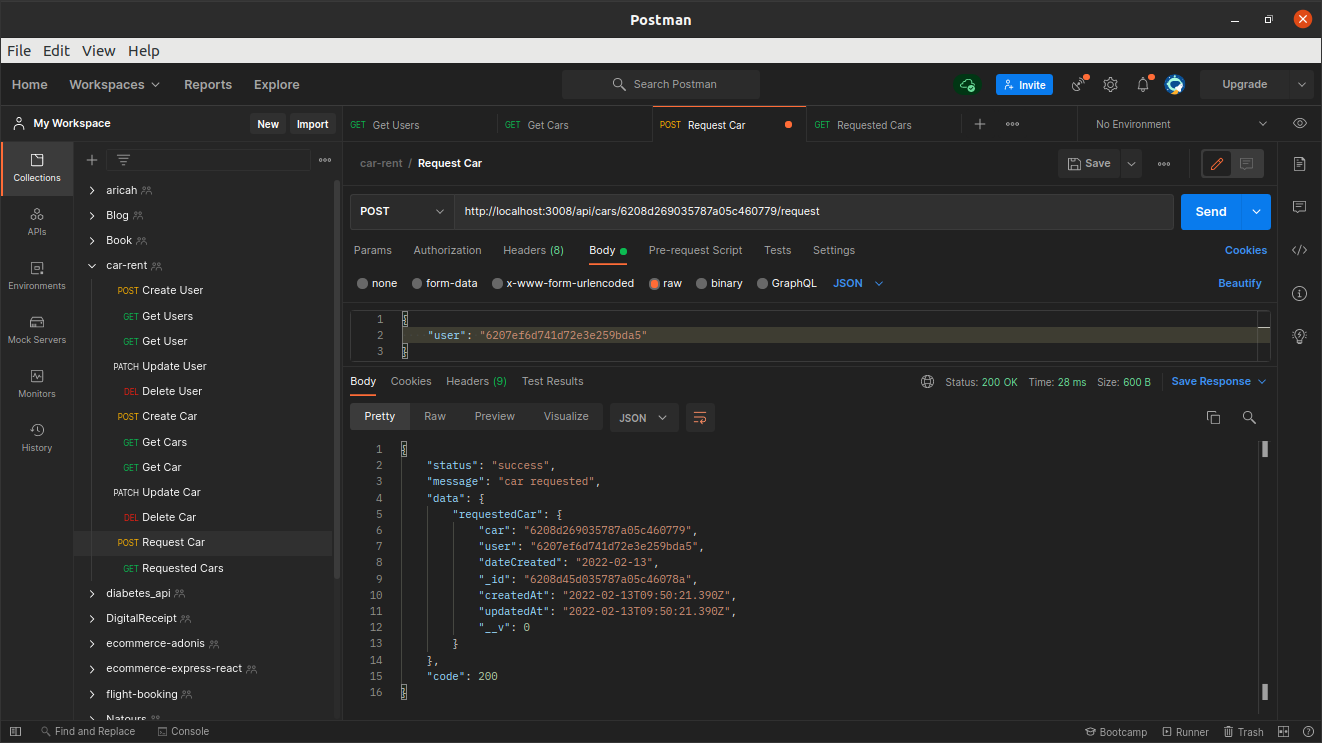 Postman
File Edit View Help
Home Workspaces Reports Explore Search Postman Invite Upgrade
My Workspace New Import
GET Get Users GET Get Cars POST Request Car GET Requested Cars No Environment
Collections
APIs
Environments
Mock Servers
Monitors
History
aricah
Blog
Book
car-rent
POST Create User
GET Get Users
GET Get User
PATCH Update User
DEL Delete User
POST Create Car
GET Get Cars
GET Get Car
PATCH Update Car
DEL Delete Car
POST Request Car
GET Requested Cars
diabetes_api
DigitalReceipt
ecommerce-adonis
ecommerce-express-react
flight-booking
Natours
car-rent / Request Car Save
POST http://localhost:3008/api/cars/6208d269035787a05c460779/request Send
Params Authorization Headers (8) Body Pre-request Script Tests Settings Cookies
none form-data x-www-form-urlencoded raw binary GraphQL JSON Beautify
1 {
2 "user": "6207ef6d741d72e3e259bda5"
3 }
Body Cookies Headers (9) Test Results Status: 200 OK Time: 28 ms Size: 600 B Save Response
Pretty Raw Preview Visualize JSON
1 {
2 "status": "success",
3 "message": "car requested",
4 "data": {
5 "requestedCar": {
6 "car": "6208d269035787a05c460779",
7 "user": "6207ef6d741d72e3e259bda5",
8 "dateCreated": "2022-02-13",
9 "_id": "6208d45d035787a05c46078a",
10 "createdAt": "2022-02-13T09:50:21.390Z",
11 "updatedAt": "2022-02-13T09:50:21.390Z",
12 "__v": 0
13 }
14 },
15 "code": 200
16 }
Find and Replace Console Bootcamp Runner Trash